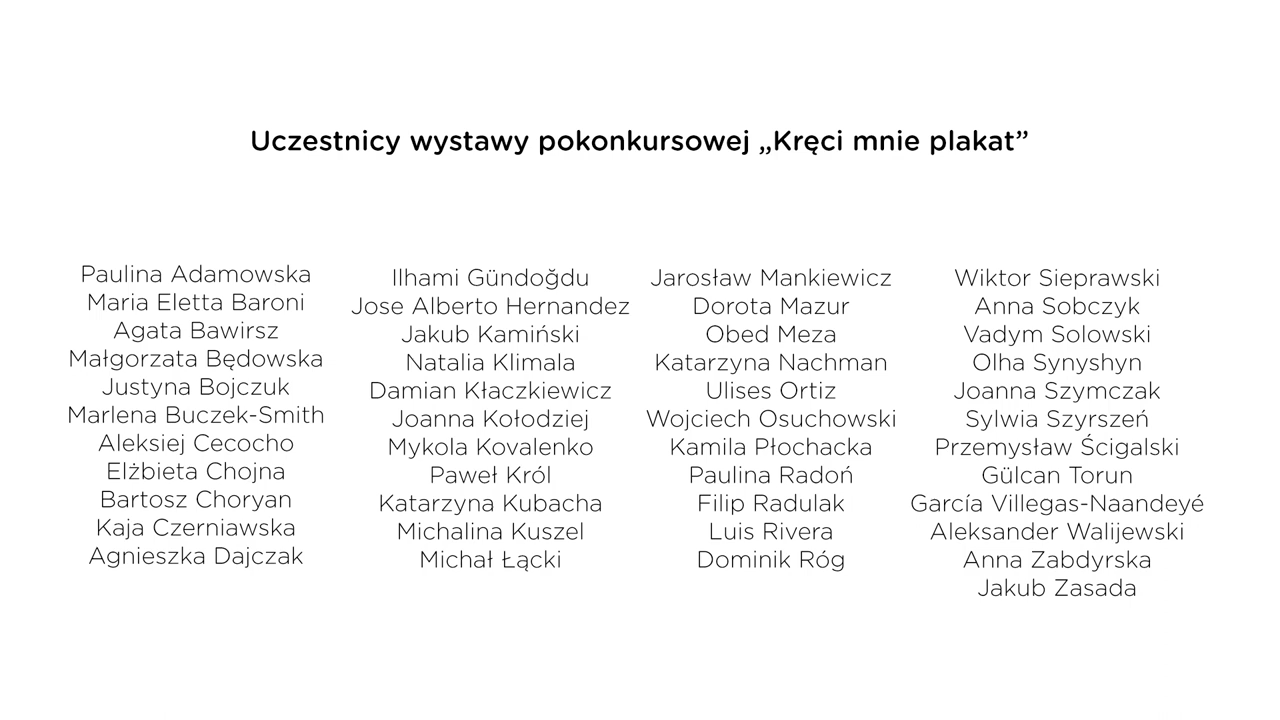 Uczestnicy wystawy pokonkursowej „Kręci mnie plakat”
Paulina Adamowska
Maria Eletta Baroni
Agata Bawirsz
Małgorzata Będowska
Justyna Bojczuk
Marlena Buczek-Smith
Aleksiej Cecocho
Elżbieta Chojna
Bartosz Choryan
Kaja Czerniawska
Agnieszka Dajczak
Ilhami Gündoğdu
Jose Alberto Hernandez
Jakub Kamiński
Natalia Klimala
Damian Kłaczkiewicz
Joanna Kołodziej
Mykola Kovalenko
Paweł Król
Katarzyna Kubacha
Michalina Kuszel
Michał Łącki
Jarosław Mankiewicz
Dorota Mazur
Obed Meza
Katarzyna Nachman
Ulises Ortiz
Wojciech Osuchowski
Kamila Płochacka
Paulina Radoń
Filip Radulak
Luis Rivera
Dominik Róg
Wiktor Sieprawski
Anna Sobczyk
Vadym Solowski
Olha Synyshyn
Joanna Szymczak
Sylwia Szyrszeń
Przemysław Ścigalski
Gülcan Torun
García Villegas-Naandeyé
Aleksander Walijewski
Anna Zabdyrska
Jakub Zasada